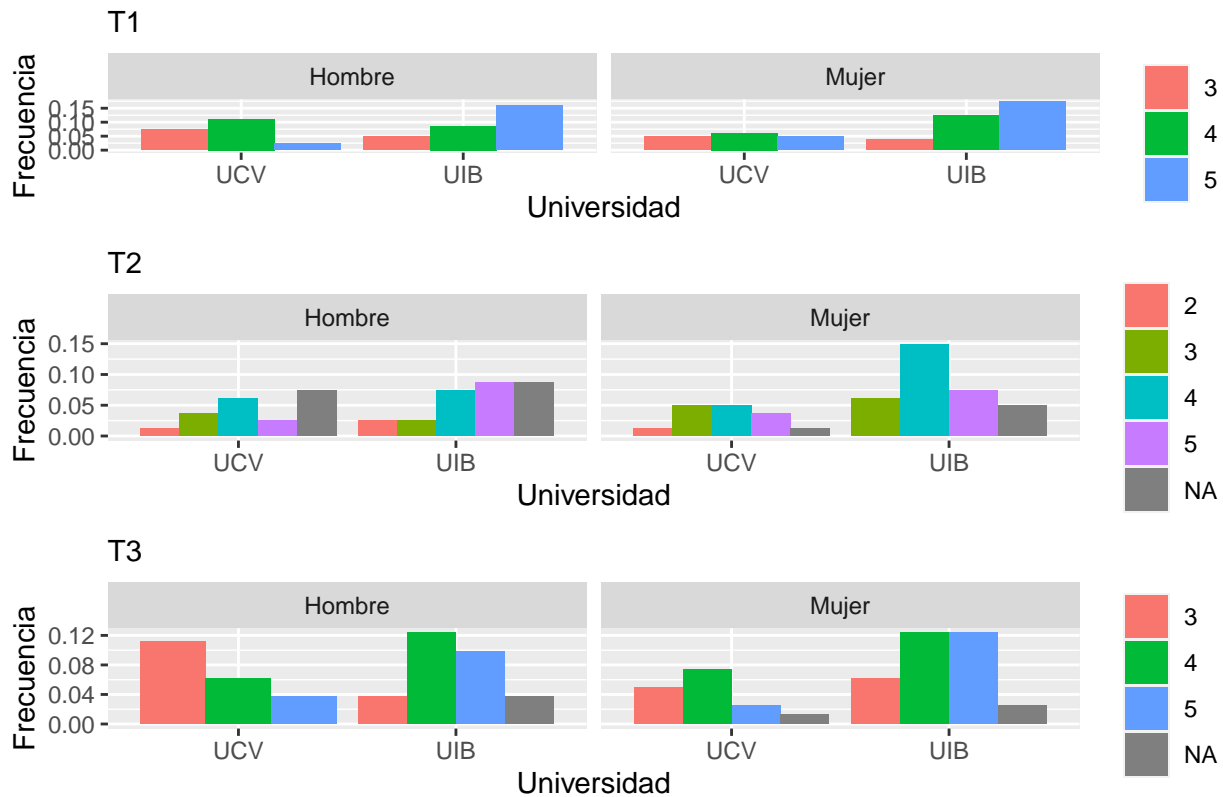 T1
Hombre
Mujer
Frecuencia
0.15
0.10
0.05
0.00
UCV
UIB
UCV
UIB
Universidad
3
4
5
T2
Hombre
Mujer
Frecuencia
0.15
0.10
0.05
0.00
UCV
UIB
UCV
UIB
Universidad
2
3
4
5
NA
T3
Hombre
Mujer
Frecuencia
0.12
0.08
0.04
0.00
UCV
UIB
UCV
UIB
Universidad
3
4
5
NA